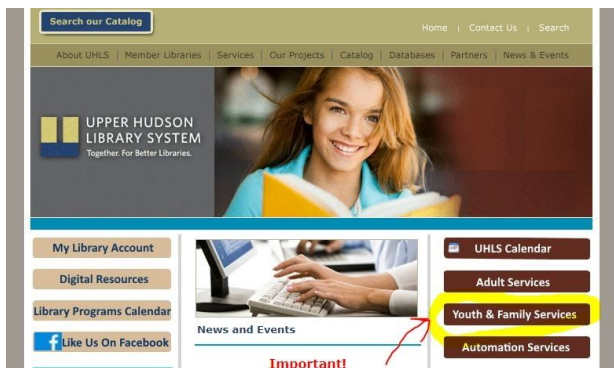 Search our Catalog
Home | Contact Us | Search
About UHLS | Member Libraries | Services | Our Projects | Catalog | Databases | Partners | News & Events
UPPER HUDSON
LIBRARY SYSTEM
Together. For Better Libraries.
My Library Account
Digital Resources
Library Programs Calendar
f Like Us On Facebook
News and Events
Important!
UHLS Calendar
Adult Services
Youth & Family Services
Automation Services